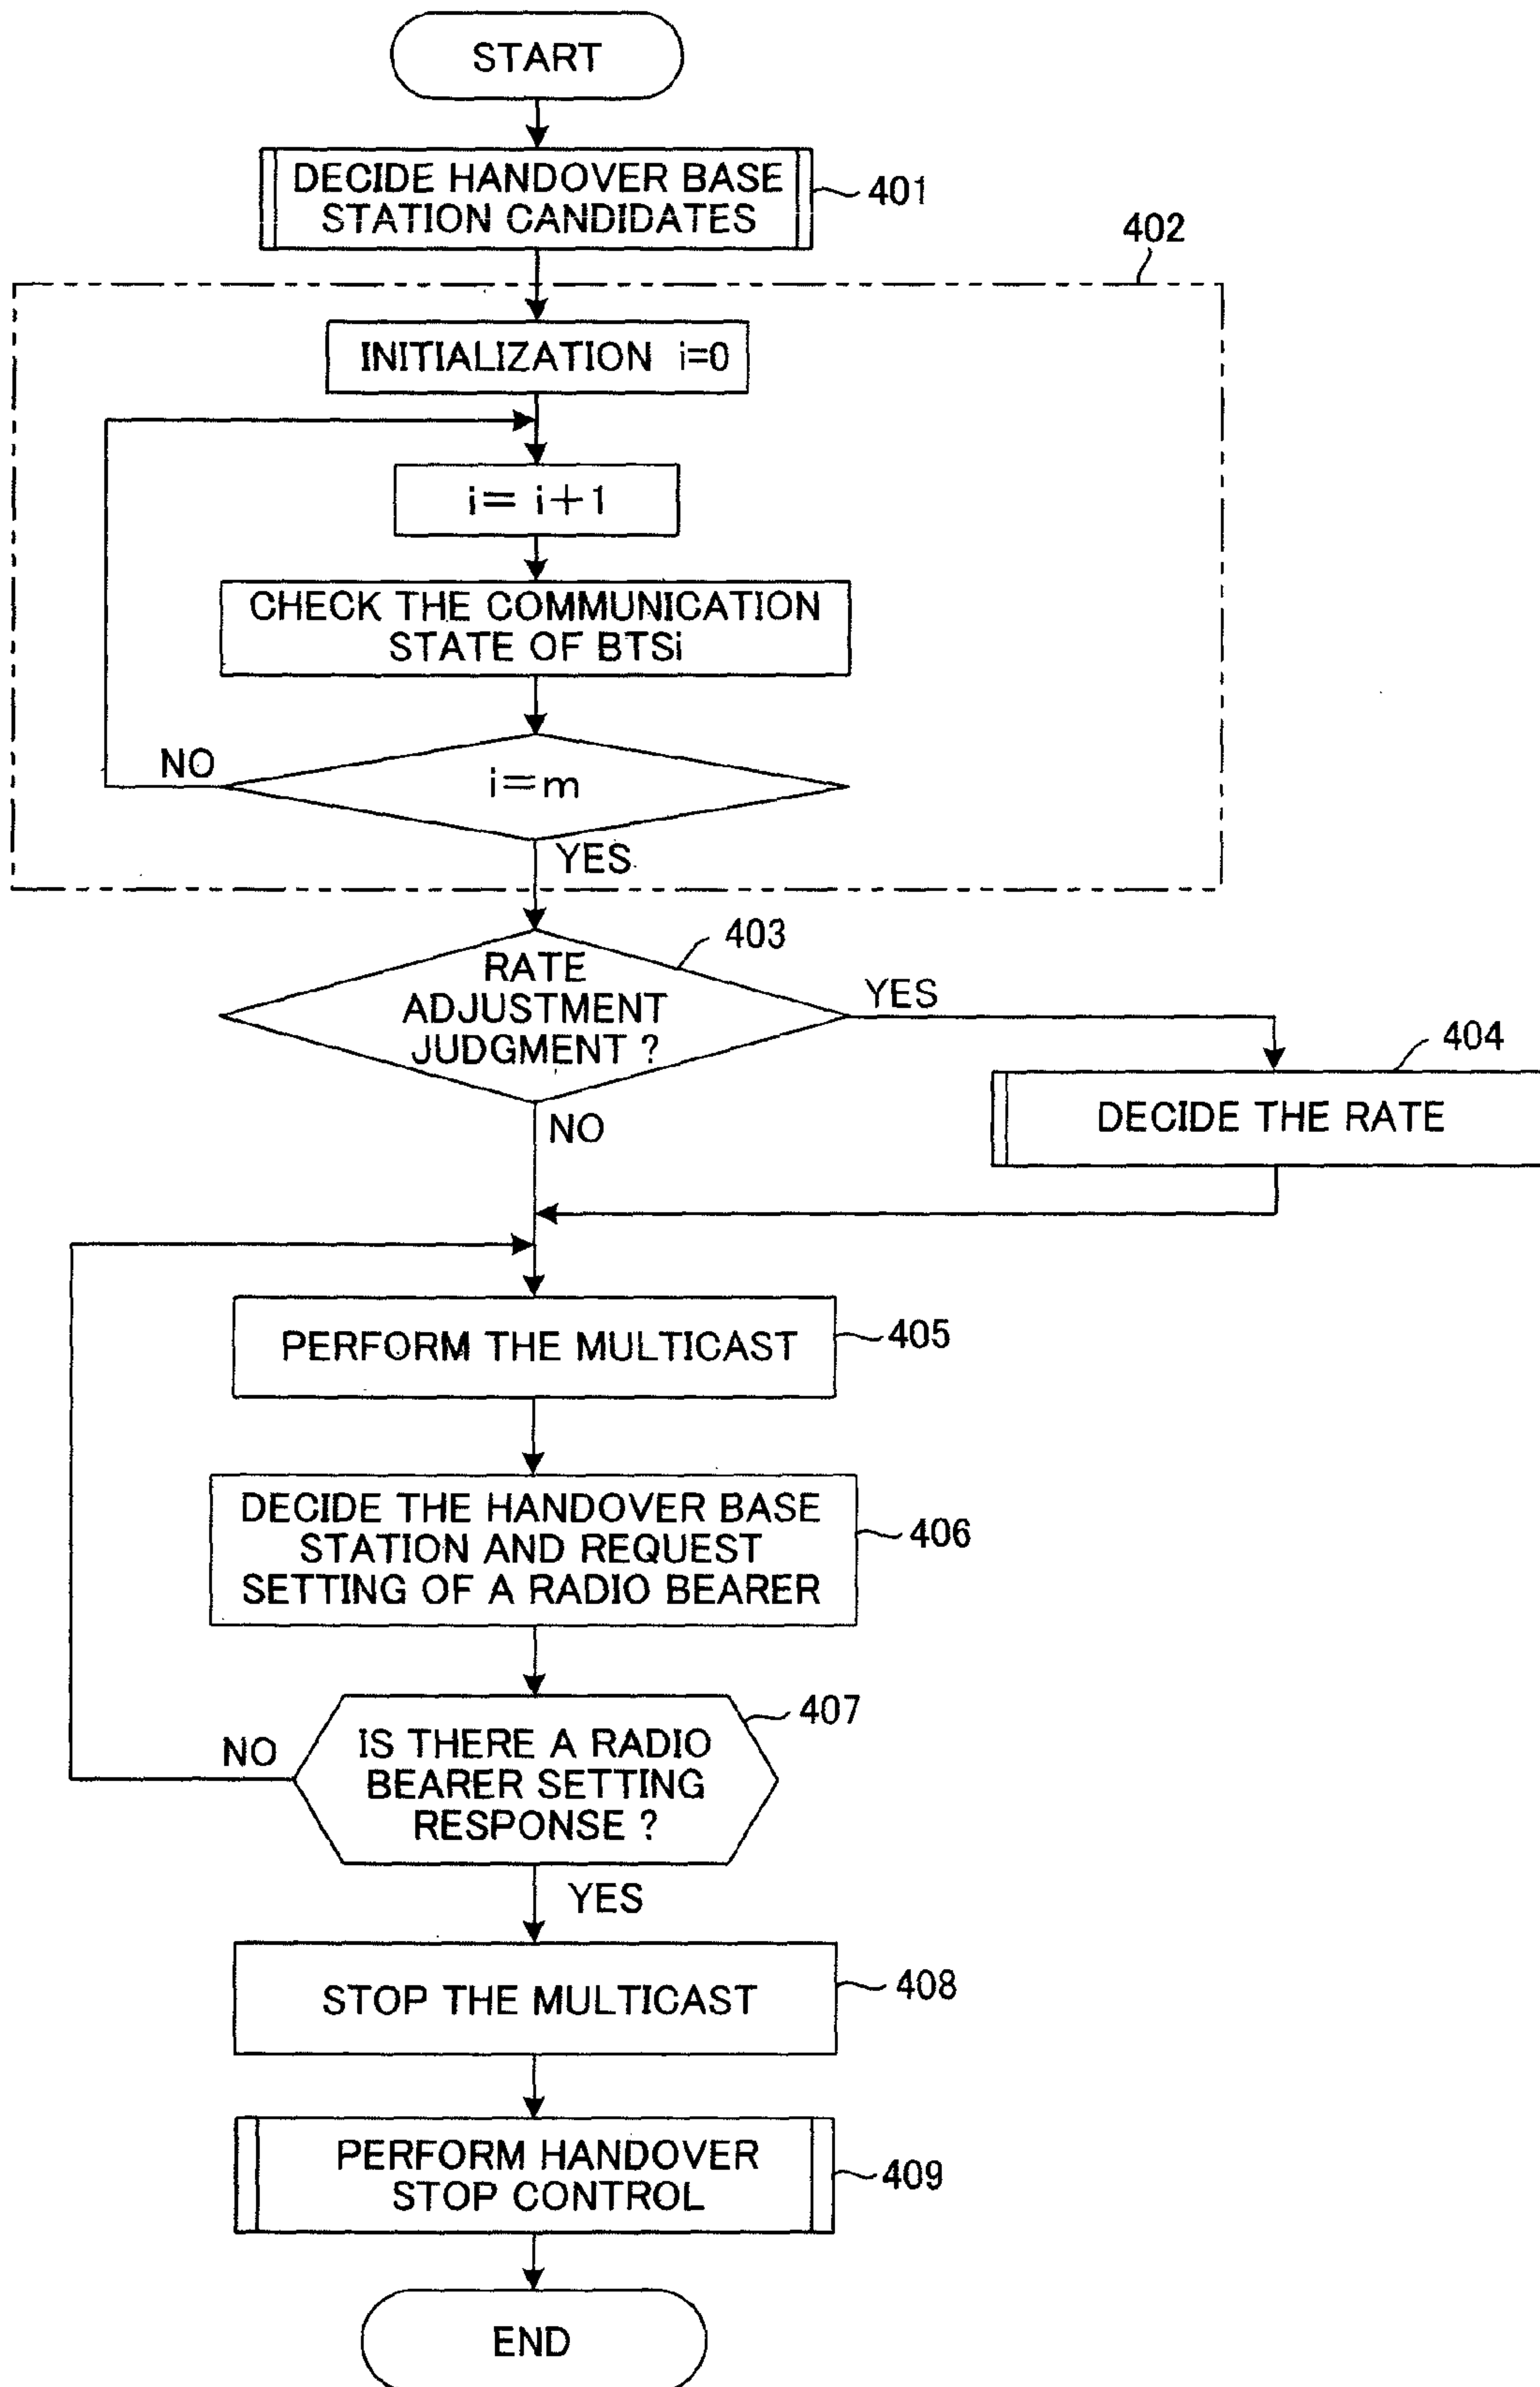 START
DECIDE HANDOVER BASE
STATION CANDIDATES
401
402
INITIALIZATION i=0
i= i+1
CHECK THE COMMUNICATION
STATE OF BTSi
NO
i=m
YES
403
RATE
ADJUSTMENT
JUDGMENT ?
YES
404
DECIDE THE RATE
NO
PERFORM THE MULTICAST
405
DECIDE THE HANDOVER BASE
STATION AND REQUEST
SETTING OF A RADIO BEARER
406
407
NO
IS THERE A RADIO
BEARER SETTING
RESPONSE ?
YES
STOP THE MULTICAST
408
PERFORM HANDOVER
STOP CONTROL
409
END